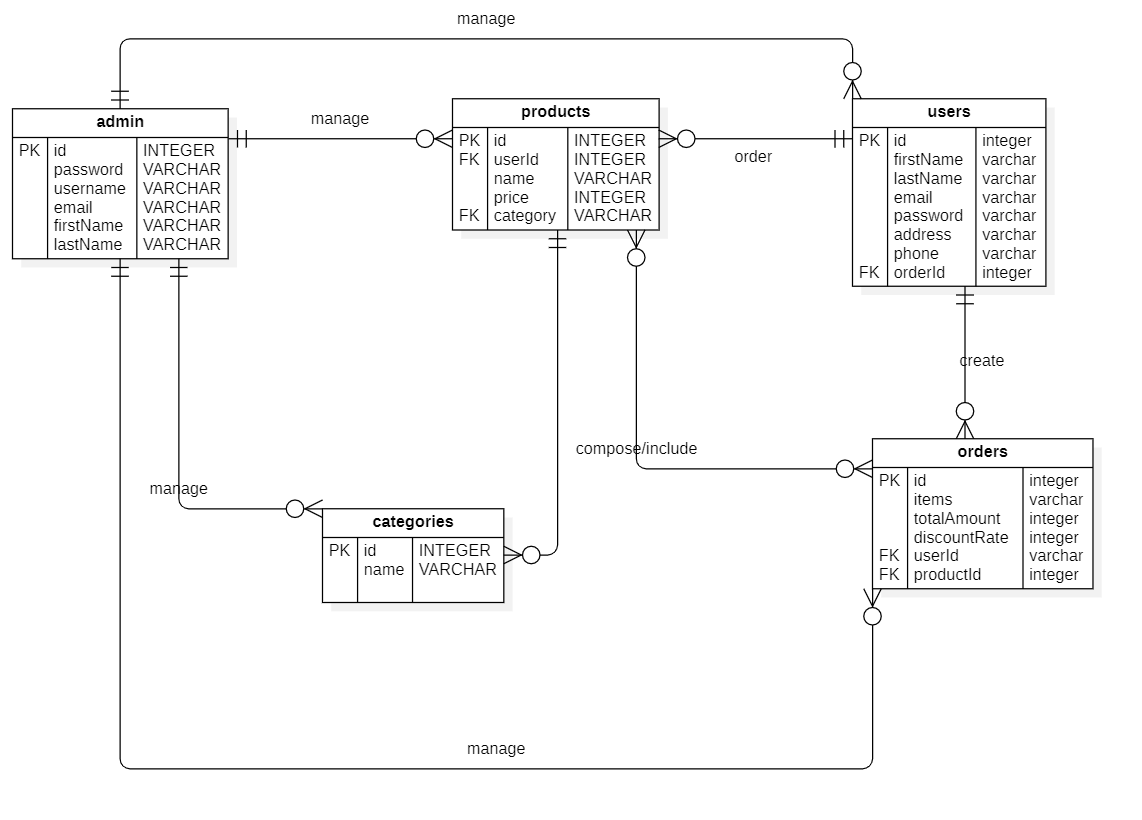 manage
admin
PK id INTEGER
password VARCHAR
username VARCHAR
email VARCHAR
firstName VARCHAR
lastName VARCHAR
manage
products
PK id INTEGER
FK userId INTEGER
name VARCHAR
price INTEGER
FK category VARCHAR
order
users
PK id integer
firstName varchar
lastName varchar
email varchar
password varchar
address varchar
phone varchar
FK orderId integer
create
compose/include
manage
categories
PK id INTEGER
name VARCHAR
orders
PK id integer
items varchar
totalAmount integer
discountRate integer
FK userId varchar
FK productId integer
manage